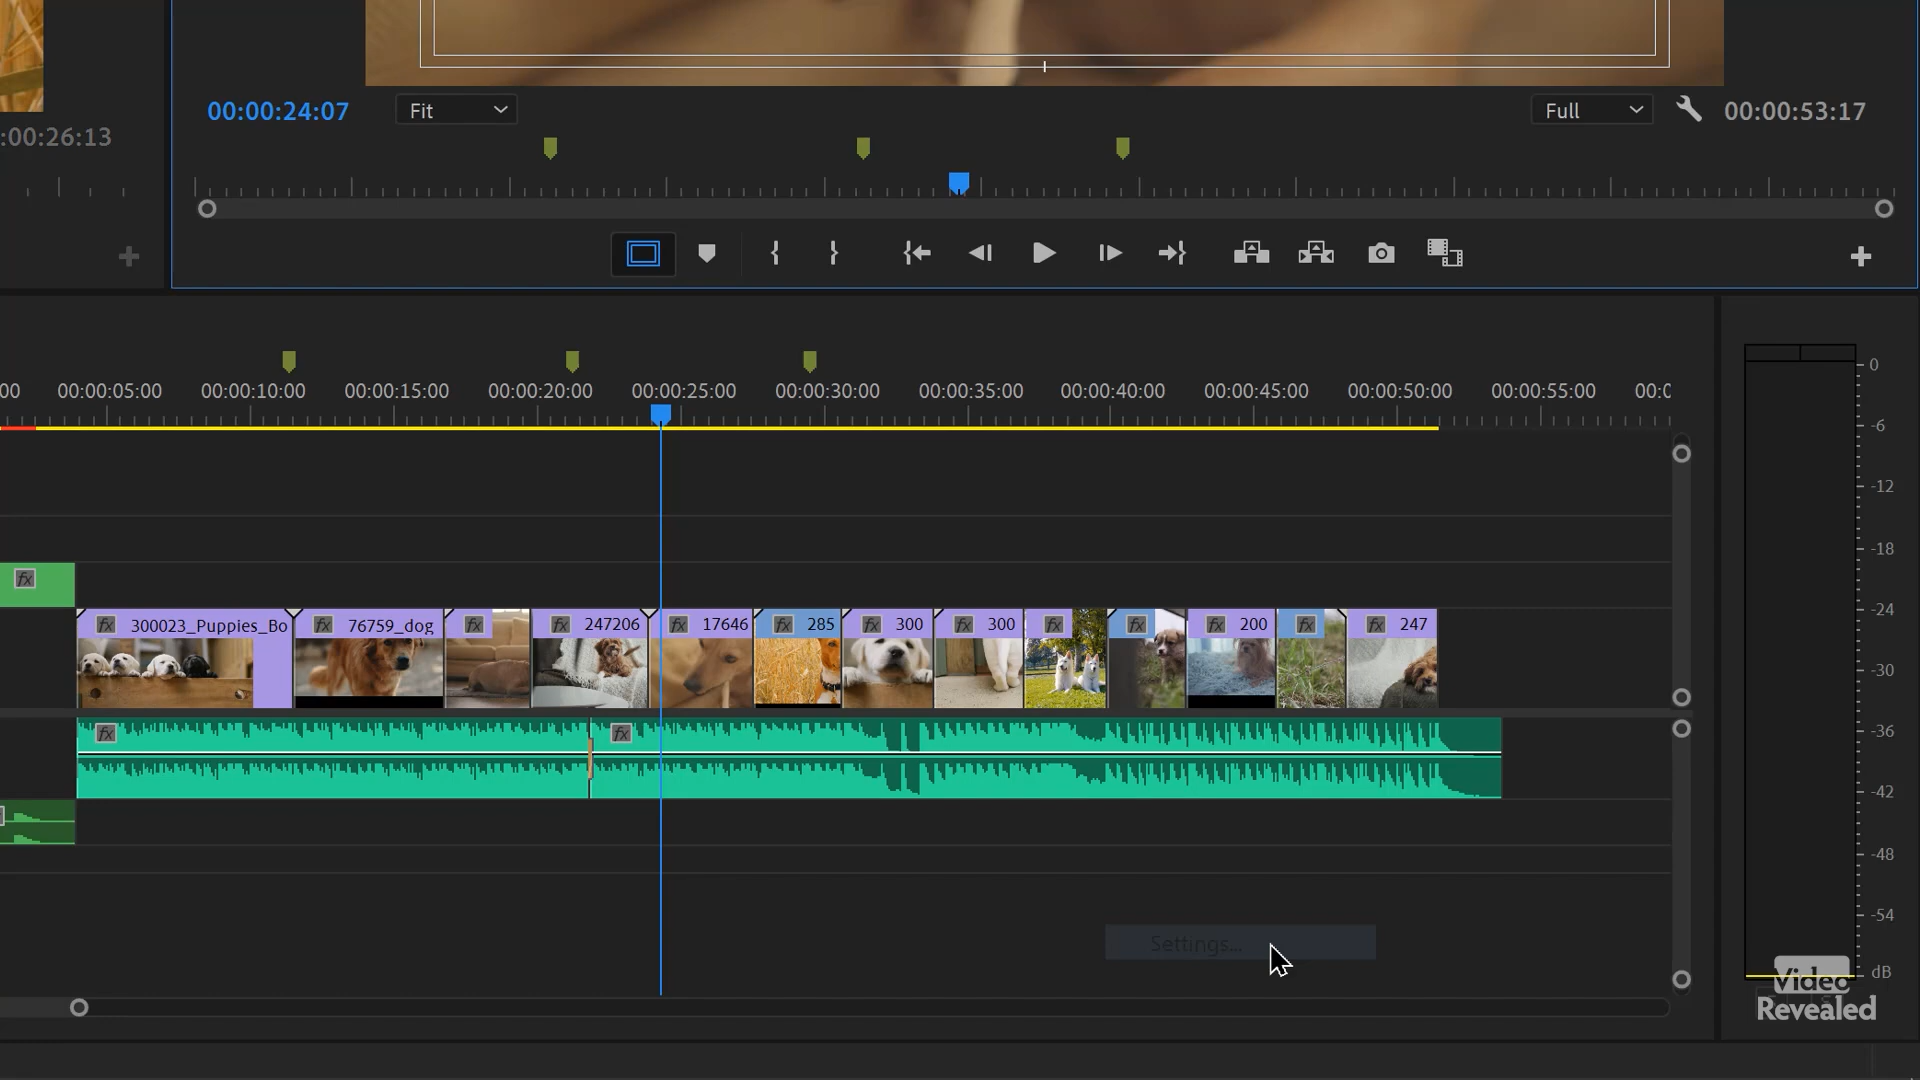 00:00:24:07
Fit
Full
00:00:53:17
:00:26:13
00
00:00:05:00
00:00:10:00
00:00:15:00
00:00:20:00
00:00:25:00
00:00:30:00
00:00:35:00
00:00:40:00
00:00:45:00
00:00:50:00
00:00:55:00
00:0
fx
fx 300023_Puppies_Bo
fx 76759_dog
fx
fx 247206
fx 17646
fx 285
fx 300
fx 300
fx
fx
fx 200
fx
fx 247
fx
fx
Settings...
0
-6
-12
-18
-24
-30
-36
-42
-48
-54
dB
Video
Revealed